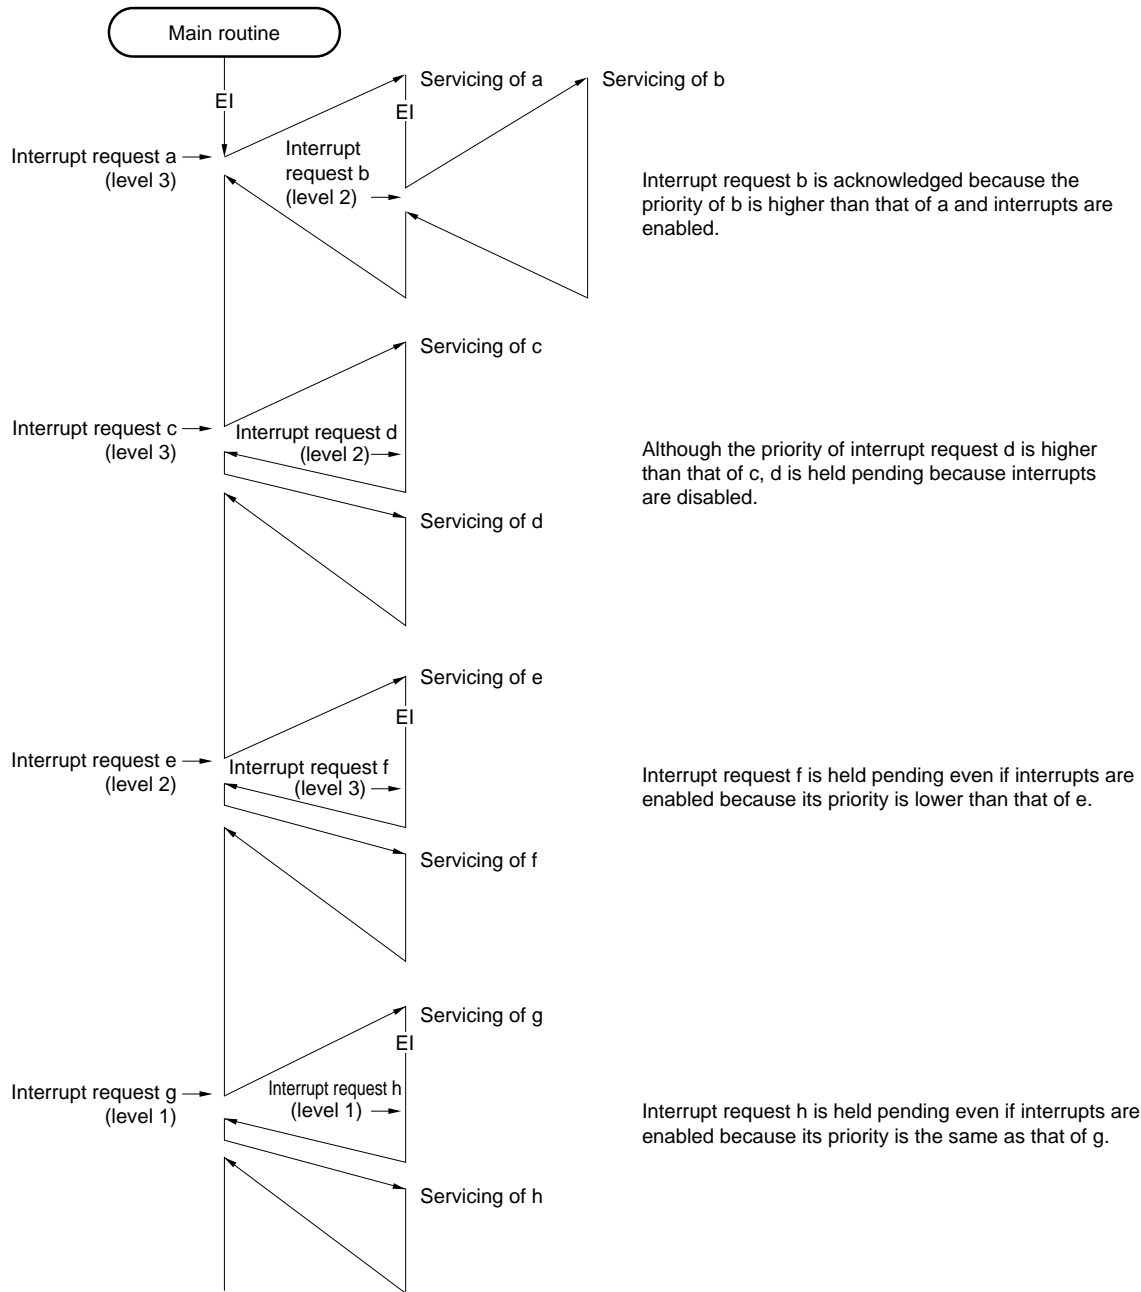 Main routine
EI
Servicing of a
EI
Servicing of b
Interrupt request a
(level 3)
Interrupt
request b
(level 2)
Interrupt request b is acknowledged because the
priority of b is higher than that of a and interrupts are
enabled.
Servicing of c
Interrupt request c
(level 3)
Interrupt request d
(level 2)
Although the priority of interrupt request d is higher
than that of c, d is held pending because interrupts
are disabled.
Servicing of d
Servicing of e
EI
Interrupt request e
(level 2)
Interrupt request f
(level 3)
Interrupt request f is held pending even if interrupts are
enabled because its priority is lower than that of e.
Servicing of f
Servicing of g
EI
Interrupt request g
(level 1)
Interrupt request h
(level 1)
Interrupt request h is held pending even if interrupts are
enabled because its priority is the same as that of g.
Servicing of h